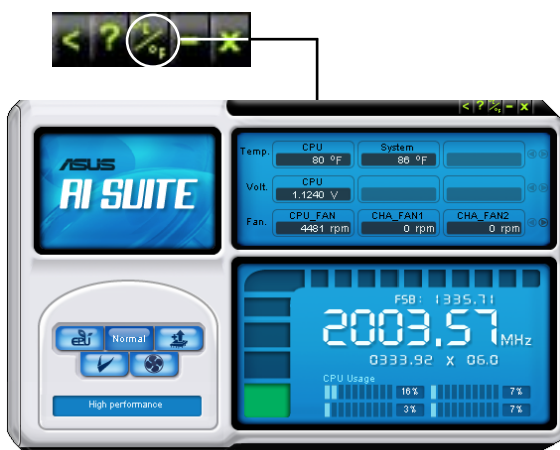 < ? °C/°F – x
< ? °C/°F – x
ASUS
AI SUITE
Temp. CPU System
80 °F 86 °F
Volt. CPU
1.1240 V
Fan. CPU_FAN CHA_FAN1 CHA_FAN2
4481 rpm 0 rpm 0 rpm
FSB: 1335.71
2003.57 MHz
0333.92 X 06.0
CPU Usage
16% 7%
3% 7%
epu Normal
High performance